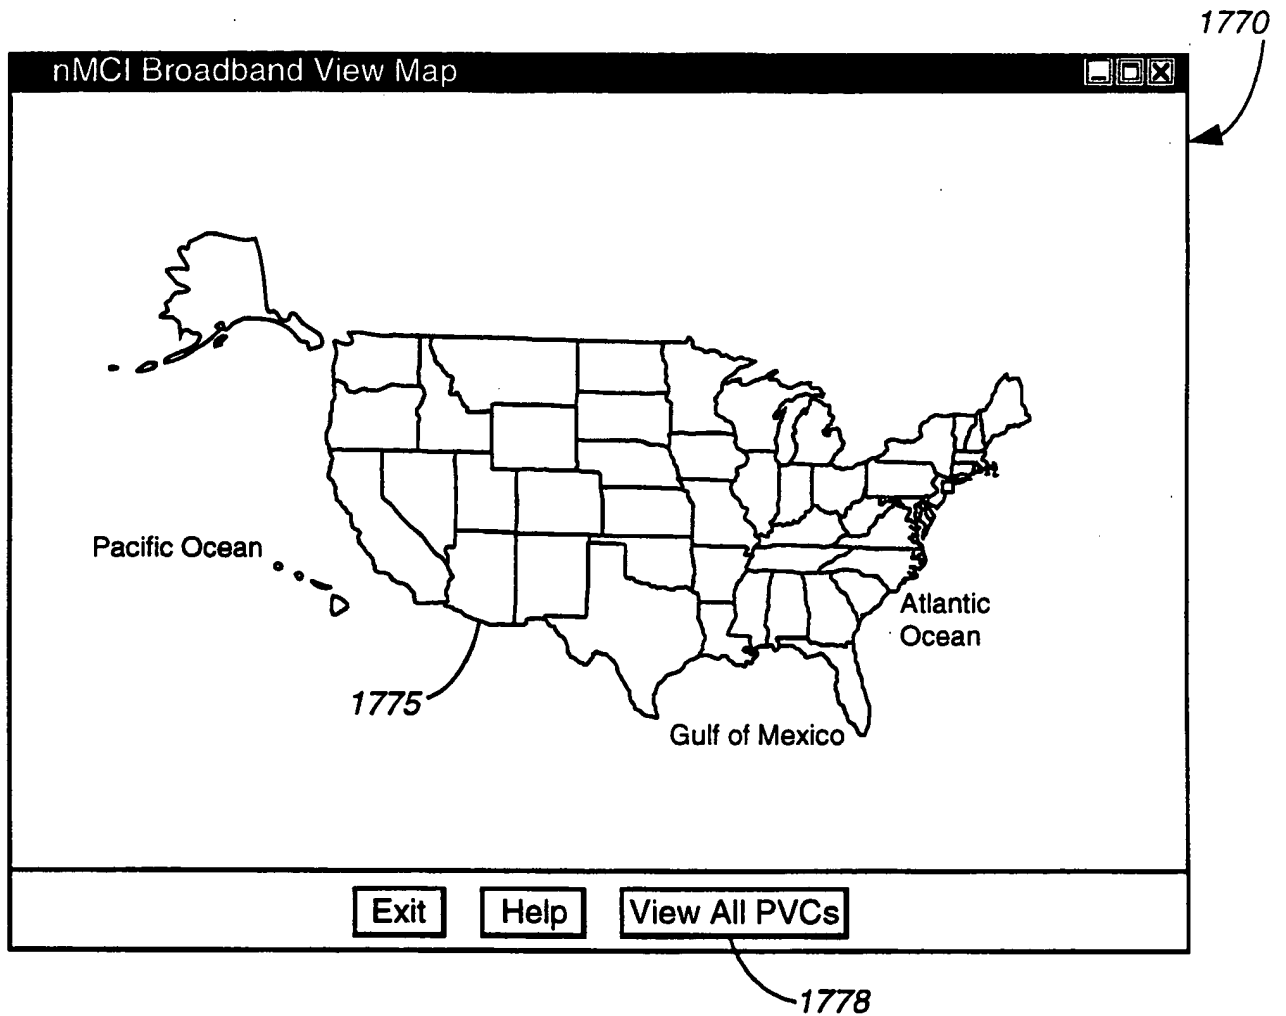 1770
nMCI Broadband View Map
Pacific Ocean
Atlantic
Ocean
1775
Gulf of Mexico
Exit
Help
View All PVCs
1778